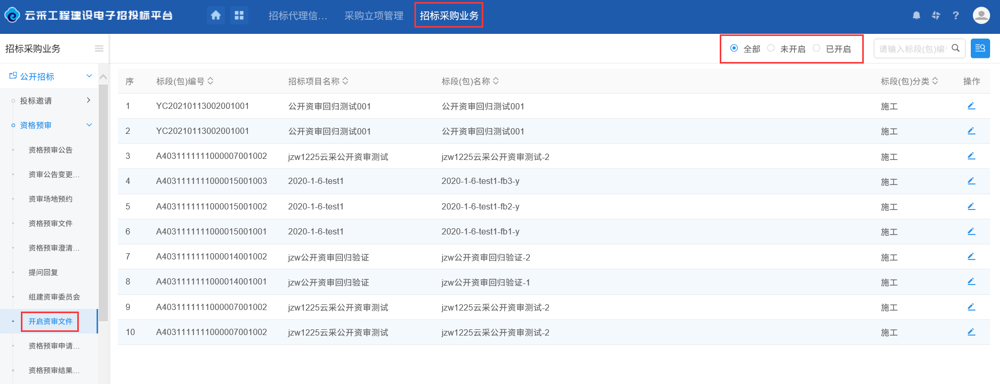 云采工程建设电子招投标平台
招标代理信...
采购立项管理
招标采购业务
?
招标采购业务
全部 未开启 已开启
请输入标段(包)编
公开招标
投标邀请
资格预审
资格预审公告
资审公告变更...
资审场地预约
资格预审文件
资格预审澄清...
提问回复
组建资审委员会
开启资审文件
资格预审申请...
资格预审结果...
序 标段(包)编号 招标项目名称 标段(包)名称 标段(包)分类 操作
1 YC20210113002001001 公开资审回归测试001 公开资审回归测试001 施工
2 YC20210113002001001 公开资审回归测试001 公开资审回归测试001 施工
3 A4031111111000007001002 jzw1225云采公开资审测试 jzw1225云采公开资审测试-2 施工
4 A4031111111000015001003 2020-1-6-test1 2020-1-6-test1-fb3-y 施工
5 A4031111111000015001002 2020-1-6-test1 2020-1-6-test1-fb2-y 施工
6 A4031111111000015001001 2020-1-6-test1 2020-1-6-test1-fb1-y 施工
7 A4031111111000014001002 jzw公开资审回归验证 jzw公开资审回归验证-2 施工
8 A4031111111000014001001 jzw公开资审回归验证 jzw公开资审回归验证-1 施工
9 A4031111111000007001002 jzw1225云采公开资审测试 jzw1225云采公开资审测试-2 施工
10 A4031111111000007001002 jzw1225云采公开资审测试 jzw1225云采公开资审测试-2 施工